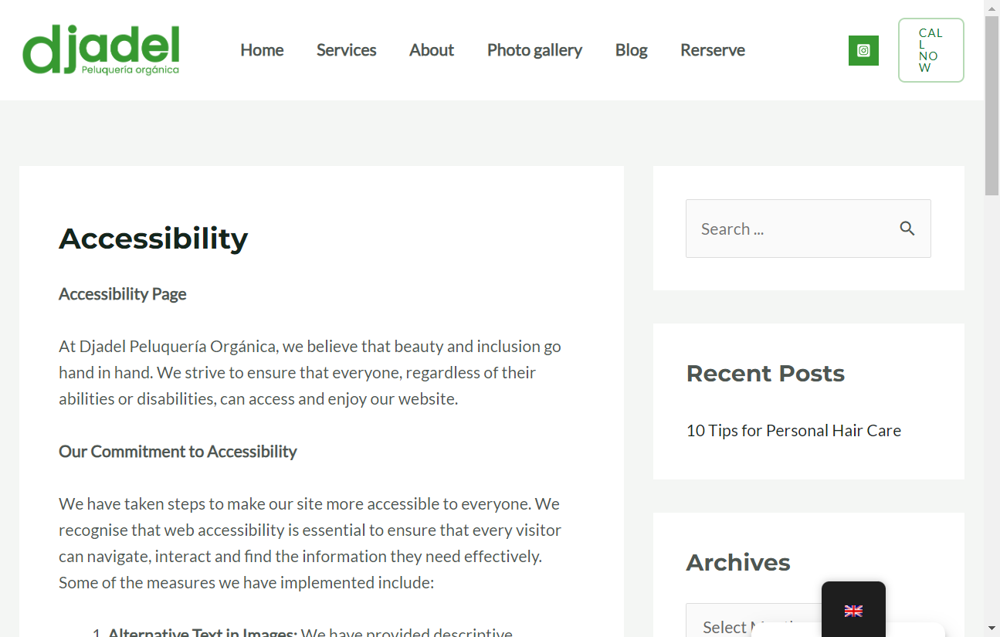 djadel
Peluquería orgánica
Home
Services
About
Photo gallery
Blog
Rerserve
CAL
L
NO
W
Accessibility
Accessibility Page
At Djadel Peluquería Orgánica, we believe that beauty and inclusion go
hand in hand. We strive to ensure that everyone, regardless of their
abilities or disabilities, can access and enjoy our website.
Our Commitment to Accessibility
We have taken steps to make our site more accessible to everyone. We
recognise that web accessibility is essential to ensure that every visitor
can navigate, interact and find the information they need effectively.
Some of the measures we have implemented include:
1. Alternative Text in Images: We have provided descriptive
Search ...
Recent Posts
10 Tips for Personal Hair Care
Archives
Select